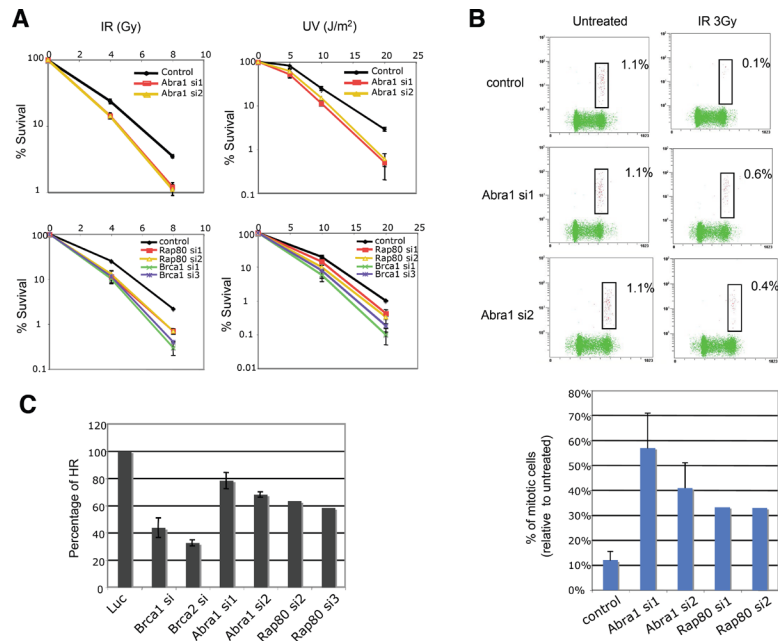 A
IR (Gy)
0 2 4 6 8 10
100
10
1
% Suvival
Control
Abra1 si1
Abra1 si2
UV (J/m²)
0 5 10 15 20 25
100
10
1
0.1
% Suvival
Control
Abra1 si1
Abra1 si2
0 2 4 6 8 10
100
10
1
0.1
% Suvival
control
Rap80 si1
Rap80 si2
Brca1 si1
Brca1 si3
0 5 10 15 20 25
100
10
1
0.1
0.01
% Suvival
control
Rap80 si1
Rap80 si2
Brca1 si1
Brca1 si3
B
Untreated
IR 3Gy
control
1.1%
0.1%
1023
1023
Abra1 si1
1.1%
0.6%
1023
1023
Abra1 si2
1.1%
0.4%
1023
1023
80%
70%
60%
50%
40%
30%
20%
10%
0%
% of mitotic cells
(relative to untreated)
control
Abra1 si1
Abra1 si2
Rap80 si1
Rap80 si2
C
120
100
80
60
40
20
0
Percentage of HR
Luc
Brca1 si
Brca2 si
Abra1 si1
Abra1 si2
Rap80 si2
Rap80 si3